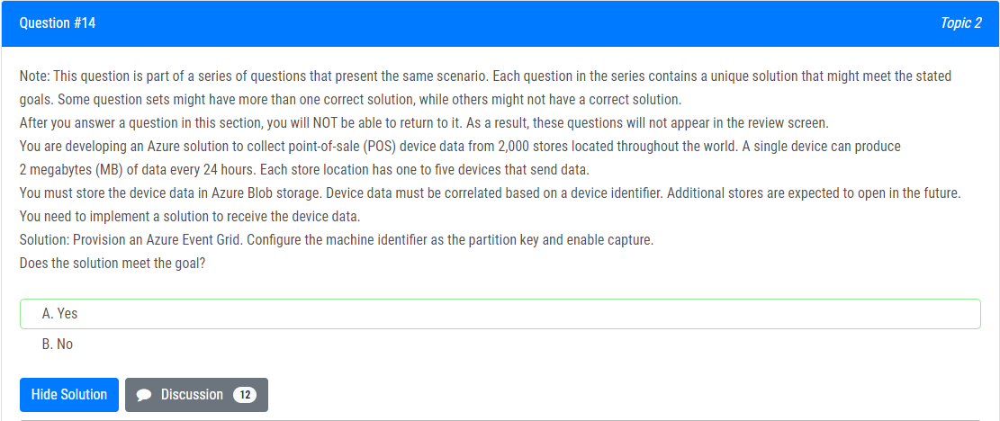 Question #14
Topic 2
Note: This question is part of a series of questions that present the same scenario. Each question in the series contains a unique solution that might meet the stated
goals. Some question sets might have more than one correct solution, while others might not have a correct solution.
After you answer a question in this section, you will NOT be able to return to it. As a result, these questions will not appear in the review screen.
You are developing an Azure solution to collect point-of-sale (POS) device data from 2,000 stores located throughout the world. A single device can produce
2 megabytes (MB) of data every 24 hours. Each store location has one to five devices that send data.
You must store the device data in Azure Blob storage. Device data must be correlated based on a device identifier. Additional stores are expected to open in the future.
You need to implement a solution to receive the device data.
Solution: Provision an Azure Event Grid. Configure the machine identifier as the partition key and enable capture.
Does the solution meet the goal?
A. Yes
B. No
Hide Solution
Discussion 12